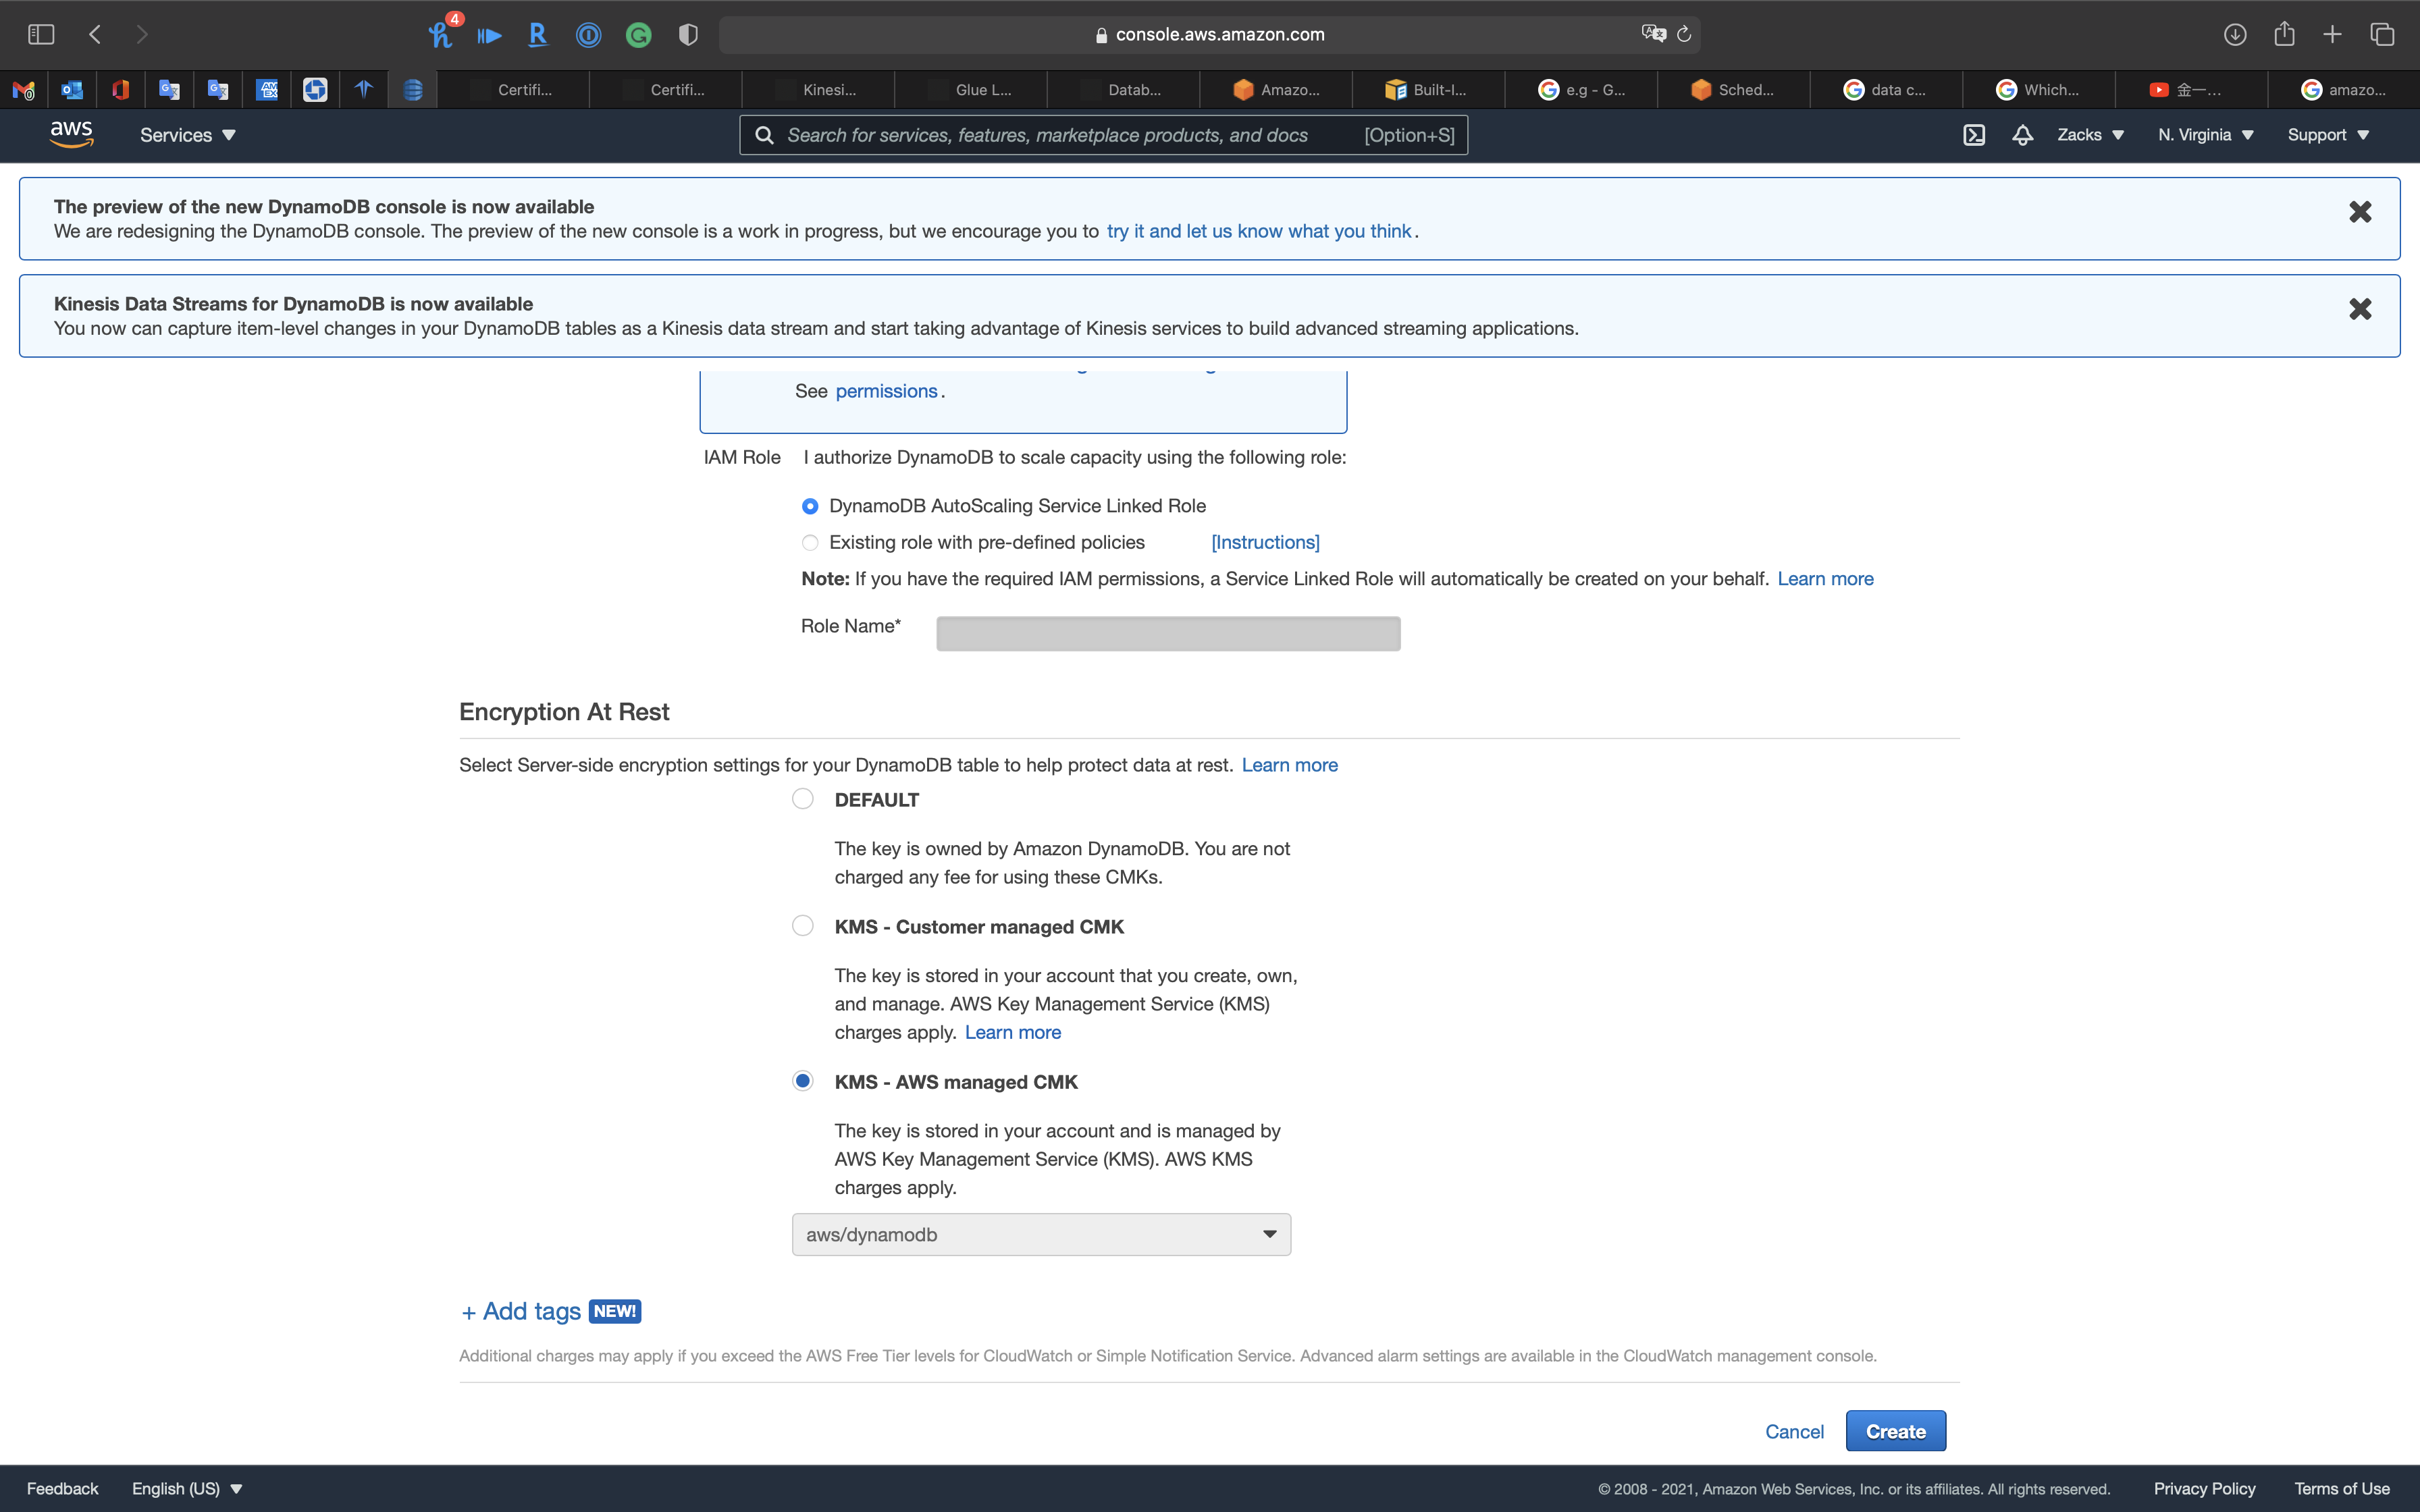 4
console.aws.amazon.com
Certifi...
Certifi...
Kinesi...
Glue L...
Datab...
Amazo...
Built-I...
e.g - G...
Sched...
data c...
Which...
金一...
amazo...
aws
Services
Search for services, features, marketplace products, and docs
[Option+S]
Zacks
N. Virginia
Support
The preview of the new DynamoDB console is now available
We are redesigning the DynamoDB console. The preview of the new console is a work in progress, but we encourage you to try it and let us know what you think.
Kinesis Data Streams for DynamoDB is now available
You now can capture item-level changes in your DynamoDB tables as a Kinesis data stream and start taking advantage of Kinesis services to build advanced streaming applications.
See permissions.
IAM Role I authorize DynamoDB to scale capacity using the following role:
DynamoDB AutoScaling Service Linked Role
Existing role with pre-defined policies [Instructions]
Note: If you have the required IAM permissions, a Service Linked Role will automatically be created on your behalf. Learn more
Role Name*
Encryption At Rest
Select Server-side encryption settings for your DynamoDB table to help protect data at rest. Learn more
DEFAULT
The key is owned by Amazon DynamoDB. You are not
charged any fee for using these CMKs.
KMS - Customer managed CMK
The key is stored in your account that you create, own,
and manage. AWS Key Management Service (KMS)
charges apply. Learn more
KMS - AWS managed CMK
The key is stored in your account and is managed by
AWS Key Management Service (KMS). AWS KMS
charges apply.
aws/dynamodb
+ Add tags NEW!
Additional charges may apply if you exceed the AWS Free Tier levels for CloudWatch or Simple Notification Service. Advanced alarm settings are available in the CloudWatch management console.
Cancel
Create
Feedback
English (US)
© 2008 - 2021, Amazon Web Services, Inc. or its affiliates. All rights reserved.
Privacy Policy
Terms of Use